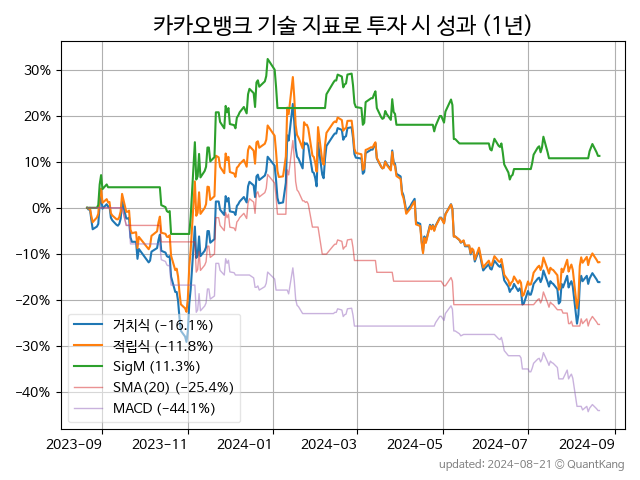 카카오뱅크 기술 지표로 투자 시 성과 (1년)
30%
20%
10%
0%
−10%
−20%
−30%
−40%
거치식 (−16.1%)
적립식 (−11.8%)
SigM (11.3%)
SMA(20) (−25.4%)
MACD (−44.1%)
2023-09 2023-11 2024-01 2024-03 2024-05 2024-07 2024-09
updated: 2024-08-21 © QuantKang